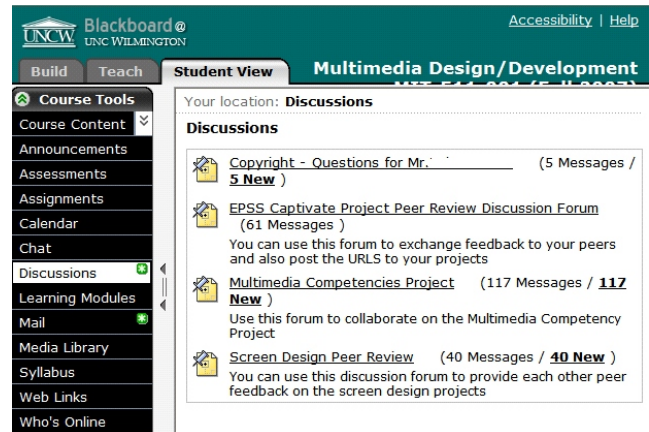 UNCW Blackboard @
UNC WILMINGTON
Accessibility | Help
Build Teach Student View
Multimedia Design/Development
Course Tools
Course Content
Announcements
Assessments
Assignments
Calendar
Chat
Discussions
Learning Modules
Mail
Media Library
Syllabus
Web Links
Who's Online
Your location: Discussions
Discussions
Copyright - Questions for Mr. (5 Messages /
5 New )
EPSS Captivate Project Peer Review Discussion Forum
(61 Messages )
You can use this forum to exchange feedback to your peers
and also post the URLS to your projects
Multimedia Competencies Project (117 Messages / 117
New )
Use this forum to collaborate on the Multimedia Competency
Project
Screen Design Peer Review (40 Messages / 40 New )
You can use this discussion forum to provide each other peer
feedback on the screen design projects